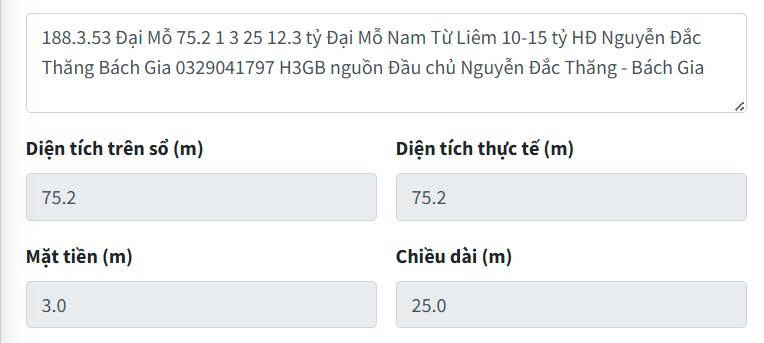 188.3.53 Đại Mỗ 75.2 1 3 25 12.3 tỷ Đại Mỗ Nam Từ Liêm 10-15 tỷ HĐ Nguyễn Đắc
Thăng Bách Gia 0329041797 H3GB nguồn Đầu chủ Nguyễn Đắc Thăng - Bách Gia
Diện tích trên sổ (m)
Diện tích thực tế (m)
75.2
75.2
Mặt tiền (m)
Chiều dài (m)
3.0
25.0